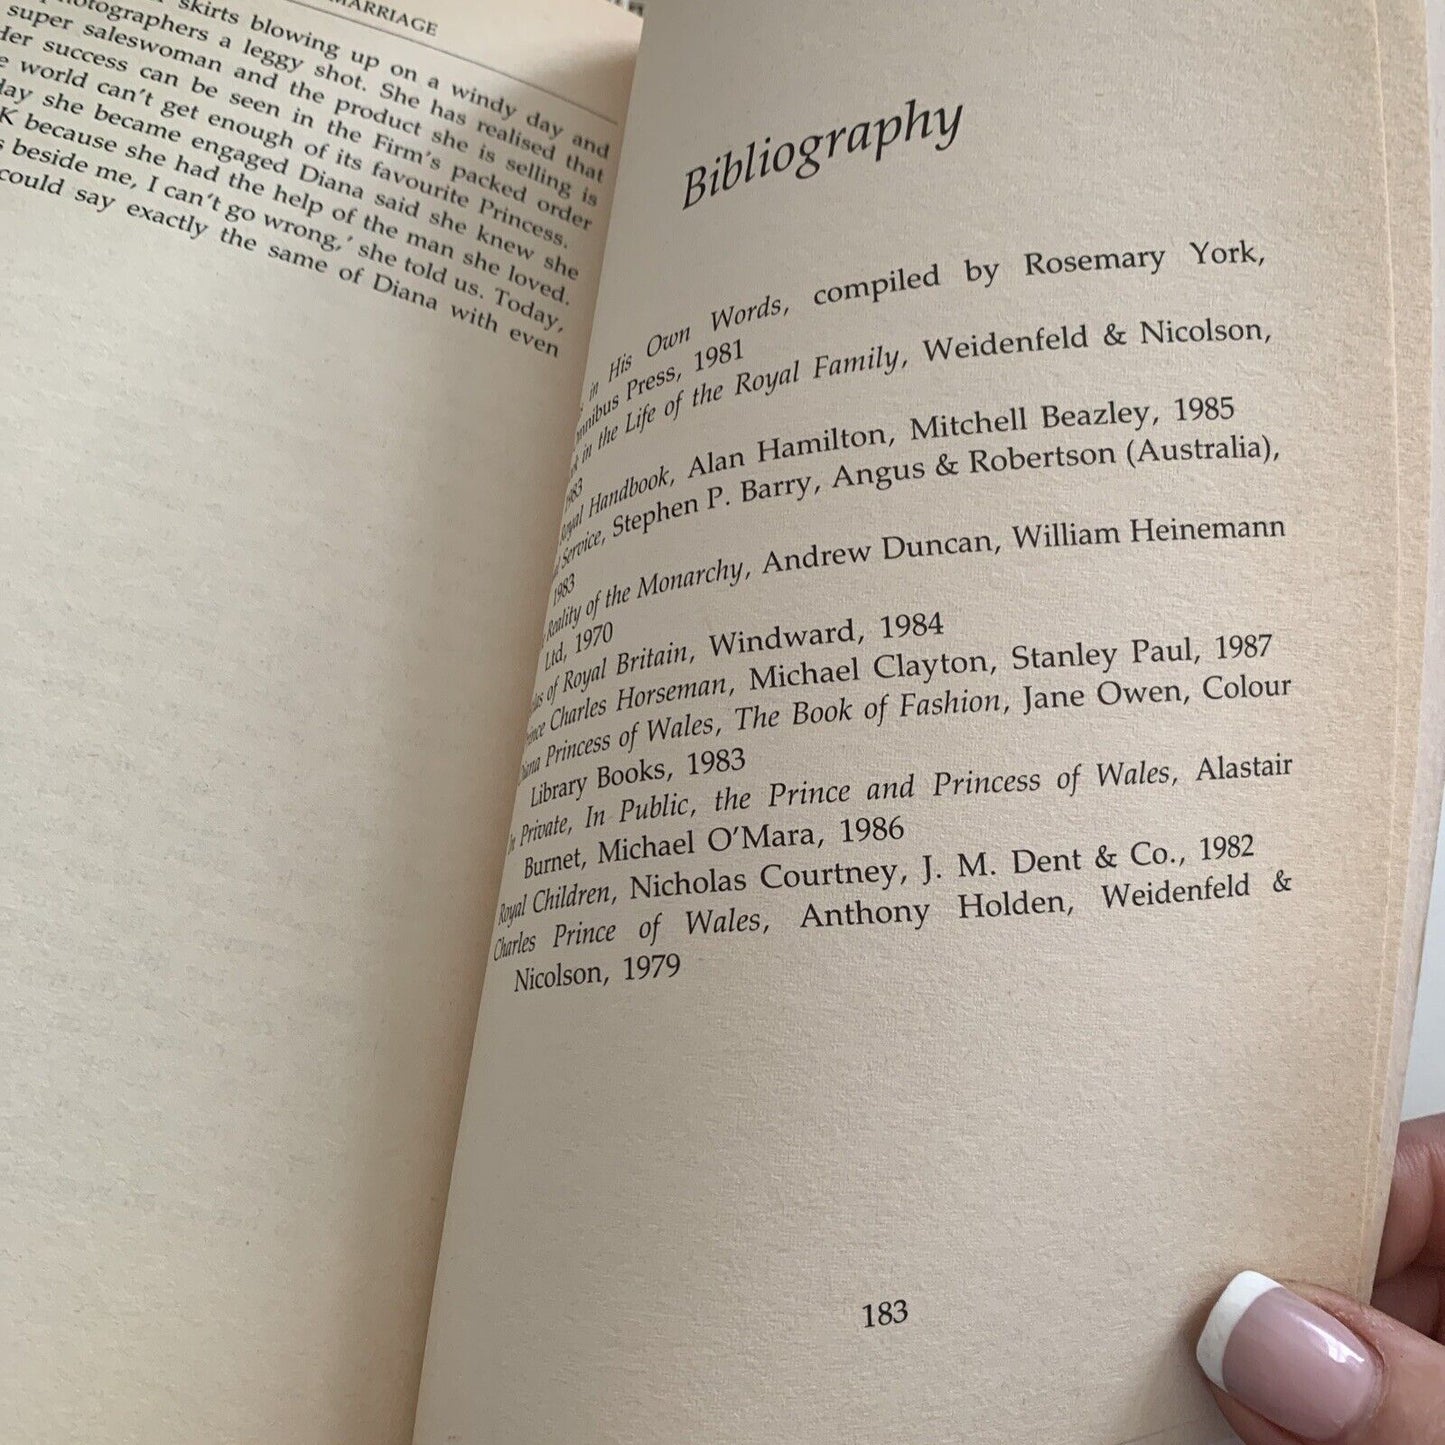 MARRIAGE
skirts blowing up on a windy day and
photographers a leggy shot. She has realised that
super saleswoman and the product she is selling is
Her success can be seen in the Firm's packed order
world can't get enough of its favourite Princess.
day she became engaged Diana said she knew she
because she had the help of the man she loved.
beside me, I can't go wrong,' she told us. Today,
could say exactly the same of Diana with even
Bibliography
in His Own Words, compiled by Rosemary York,
Press, 1981
in the Life of the Royal Family, Weidenfeld & Nicolson,
1983
Royal Handbook, Alan Hamilton, Mitchell Beazley, 1985
Service, Stephen P. Barry, Angus & Robertson (Australia),
1983
Reality of the Monarchy, Andrew Duncan, William Heinemann
Ltd, 1970
of Royal Britain, Windward, 1984
Prince Charles Horseman, Michael Clayton, Stanley Paul, 1987
Diana Princess of Wales, The Book of Fashion, Jane Owen, Colour
Library Books, 1983
In Private, In Public, the Prince and Princess of Wales, Alastair
Burnet, Michael O'Mara, 1986
Royal Children, Nicholas Courtney, J. M. Dent & Co., 1982
Charles Prince of Wales, Anthony Holden, Weidenfeld &
Nicolson, 1979
183